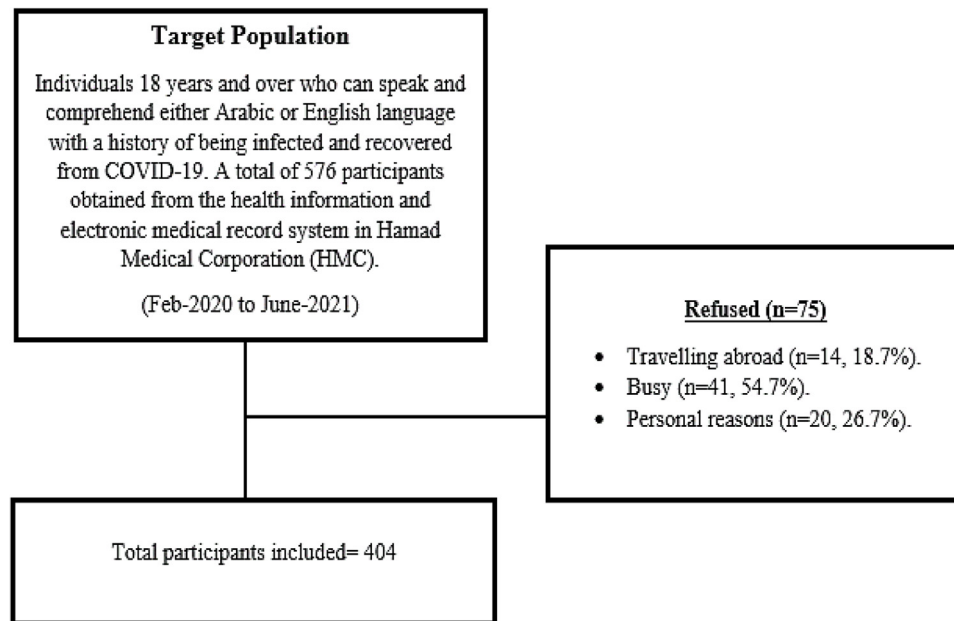 Target Population
Individuals 18 years and over who can speak and
comprehend either Arabic or English language
with a history of being infected and recovered
from COVID-19. A total of 576 participants
obtained from the health information and
electronic medical record system in Hamad
Medical Corporation (HMC).
(Feb-2020 to June-2021)
Refused (n=75)
• Travelling abroad (n=14, 18.7%).
• Busy (n=41, 54.7%).
• Personal reasons (n=20, 26.7%).
Total participants included= 404